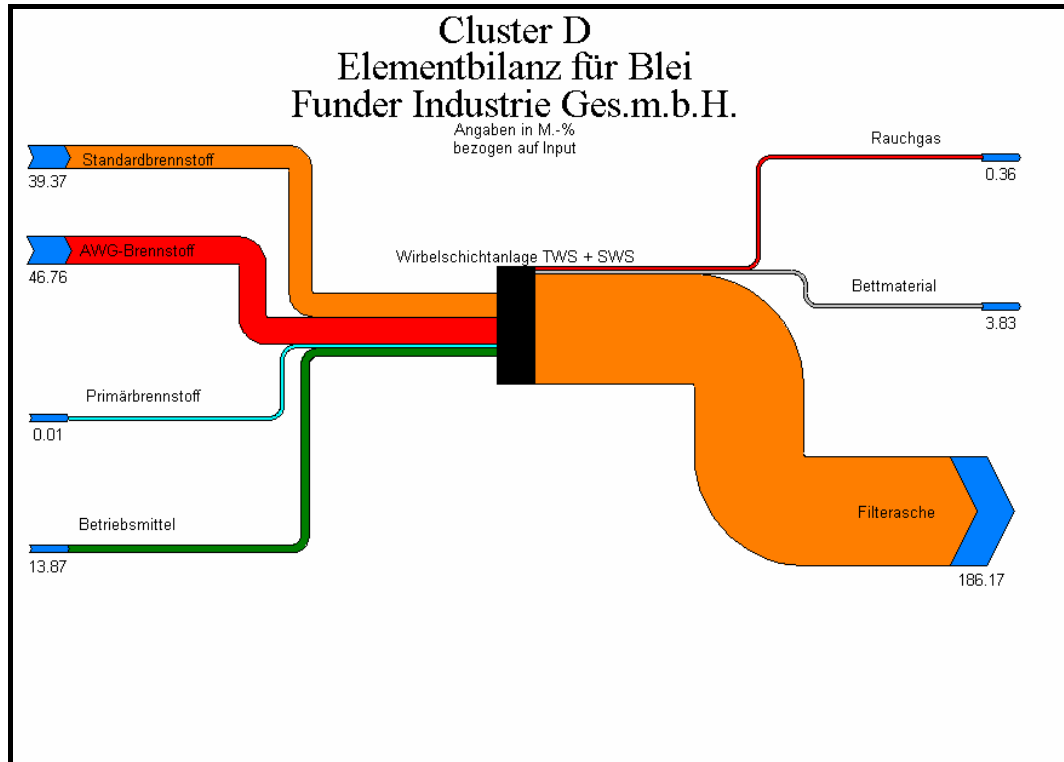 Cluster D
Elementbilanz für Blei
Funder Industrie Ges.m.b.H.
Angaben in M.-%
bezogen auf Input
Standardbrennstoff
39.37
AWG-Brennstoff
46.76
Primärbrennstoff
0.01
Betriebsmittel
13.87
Wirbelschichtanlage TWS + SWS
Rauchgas
0.36
Bettmaterial
3.83
Filterasche
186.17